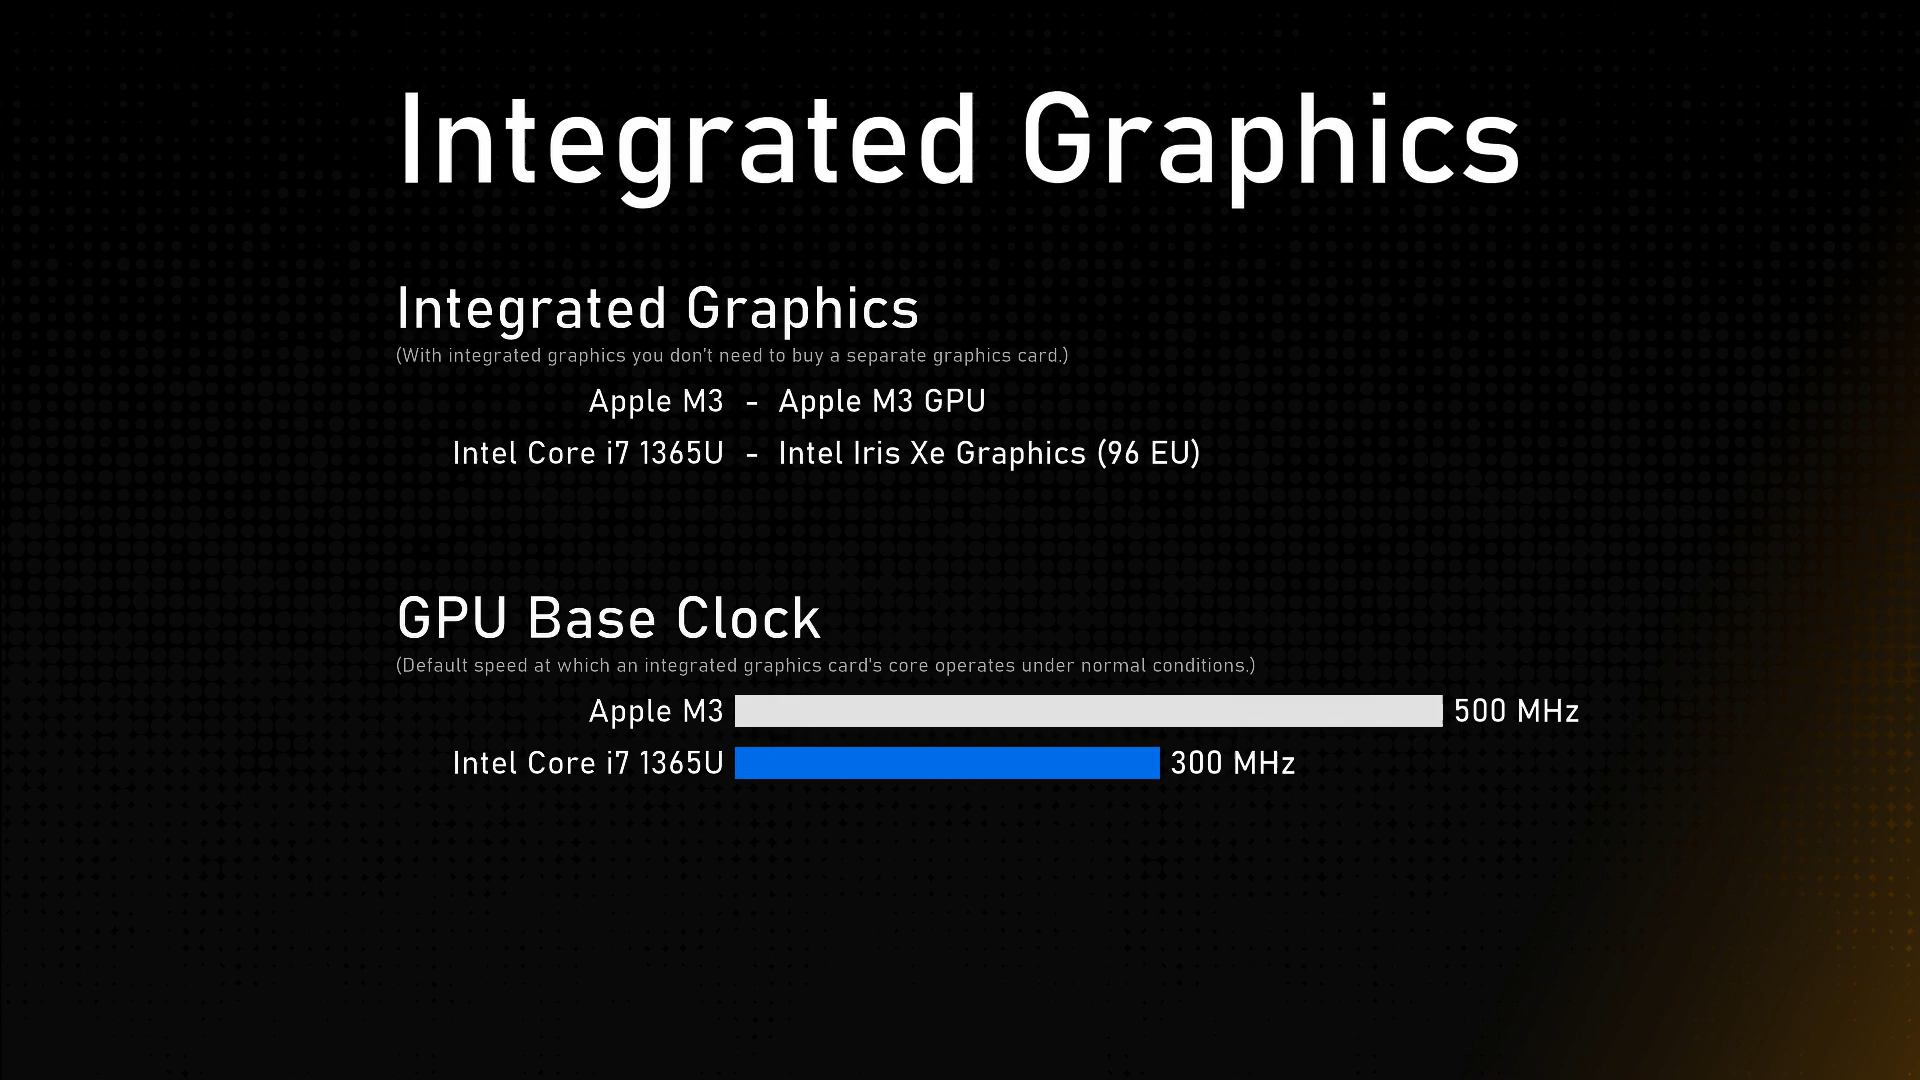 Integrated Graphics
Integrated Graphics
(With integrated graphics you don't need to buy a separate graphics card.)
Apple M3 - Apple M3 GPU
Intel Core i7 1365U - Intel Iris Xe Graphics (96 EU)
GPU Base Clock
(Default speed at which an integrated graphics card's core operates under normal conditions.)
Apple M3 500 MHz
Intel Core i7 1365U 300 MHz